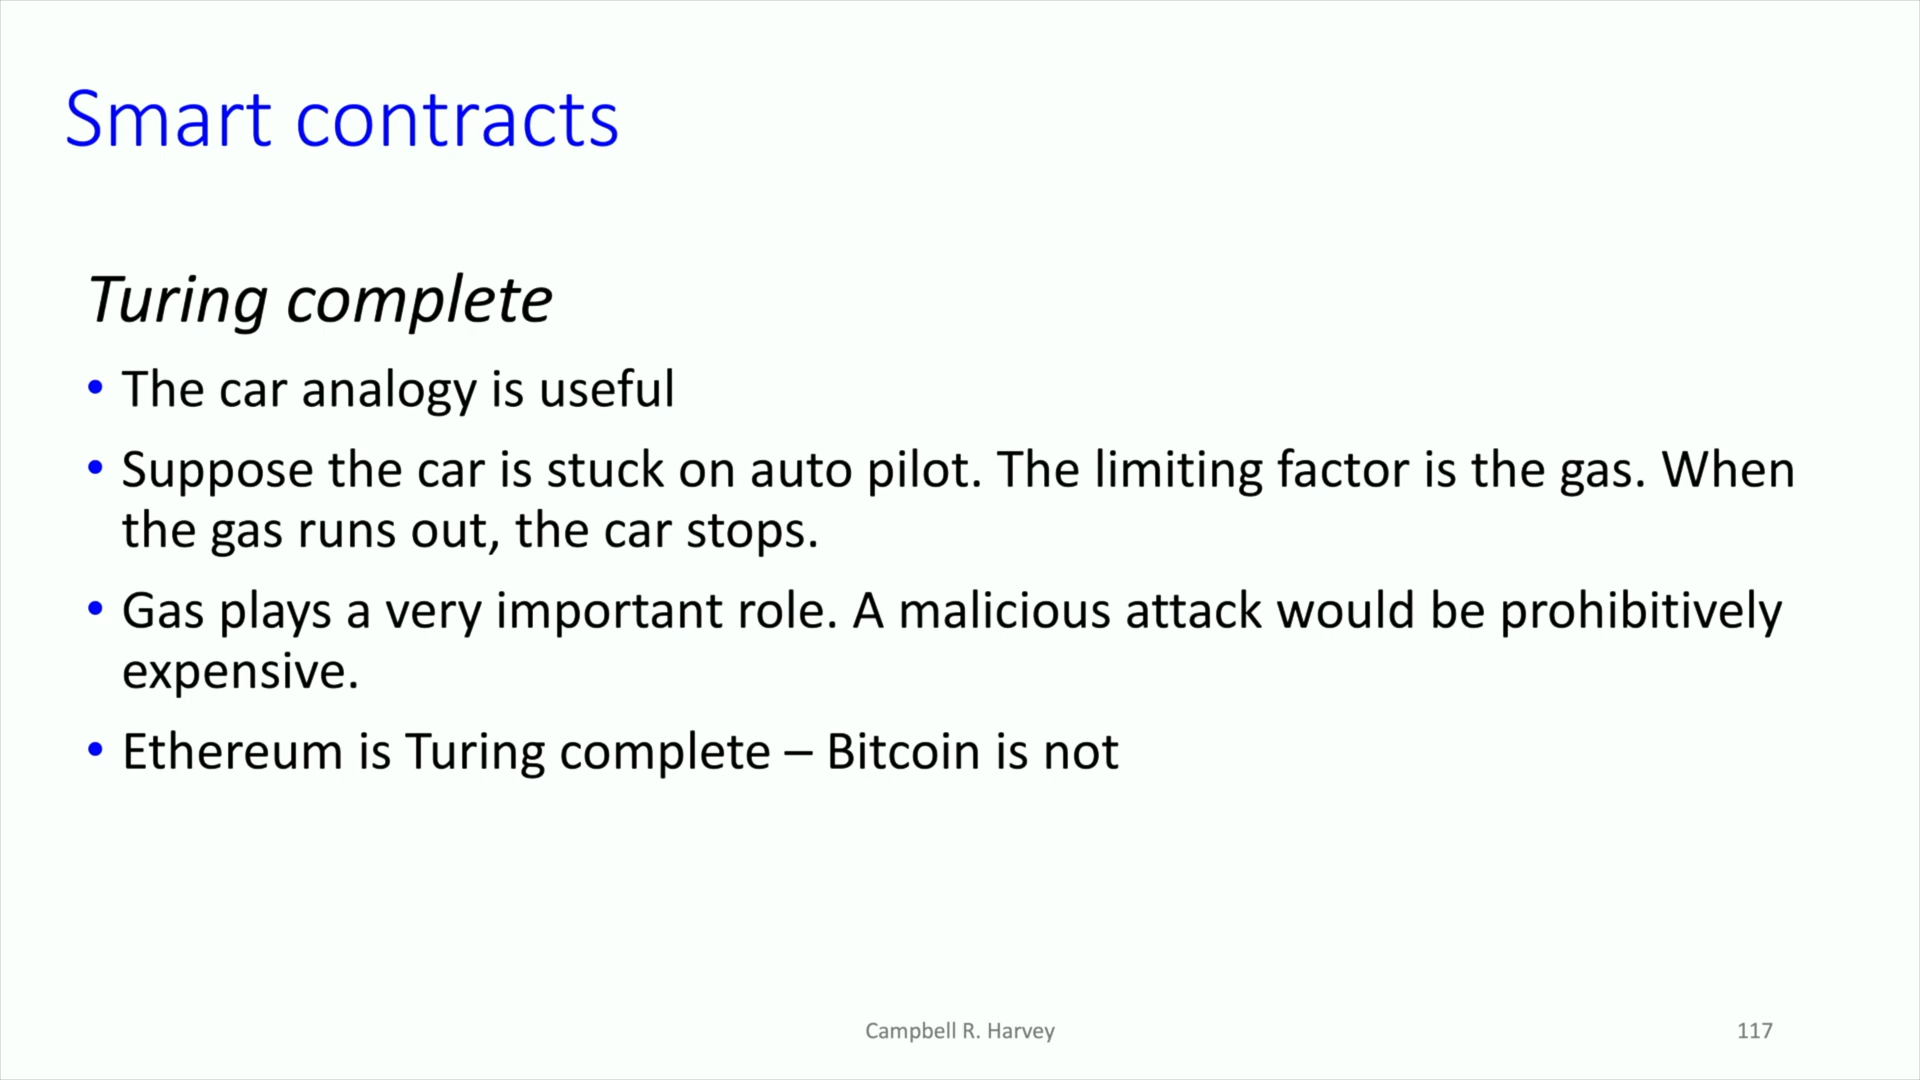 Smart contracts
Turing complete
• The car analogy is useful
• Suppose the car is stuck on auto pilot. The limiting factor is the gas. When
the gas runs out, the car stops.
• Gas plays a very important role. A malicious attack would be prohibitively
expensive.
• Ethereum is Turing complete – Bitcoin is not
Campbell R. Harvey
117